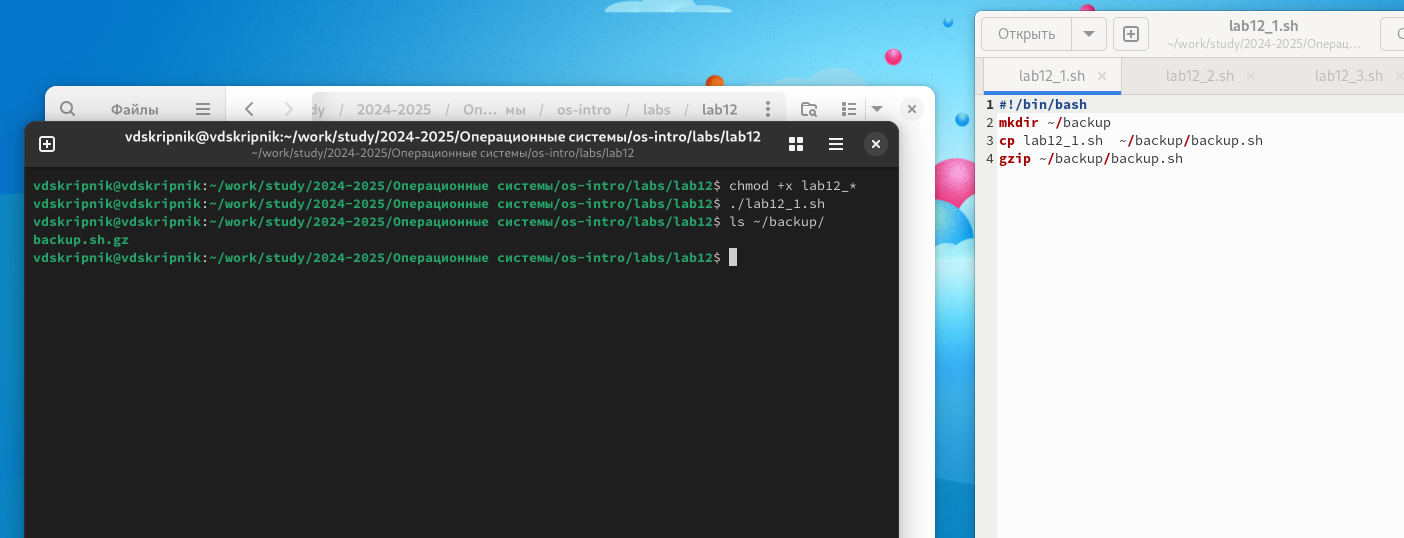 Файлы
dy / 2024-2025 / Оп... мы / os-intro / labs / lab12
vdskripnik@vdskripnik:~/work/study/2024-2025/Операционные системы/os-intro/labs/lab12
~/work/study/2024-2025/Операционные системы/os-intro/labs/lab12
vdskripnik@vdskripnik:~/work/study/2024-2025/Операционные системы/os-intro/labs/lab12$ chmod +x lab12_*
vdskripnik@vdskripnik:~/work/study/2024-2025/Операционные системы/os-intro/labs/lab12$ ./lab12_1.sh
vdskripnik@vdskripnik:~/work/study/2024-2025/Операционные системы/os-intro/labs/lab12$ ls ~/backup/
backup.sh.gz
vdskripnik@vdskripnik:~/work/study/2024-2025/Операционные системы/os-intro/labs/lab12$
Открыть
lab12_1.sh
~/work/study/2024-2025/Операц...
lab12_1.sh lab12_2.sh lab12_3.sh
1 #!/bin/bash
2 mkdir ~/backup
3 cp lab12_1.sh  ~/backup/backup.sh
4 gzip ~/backup/backup.sh